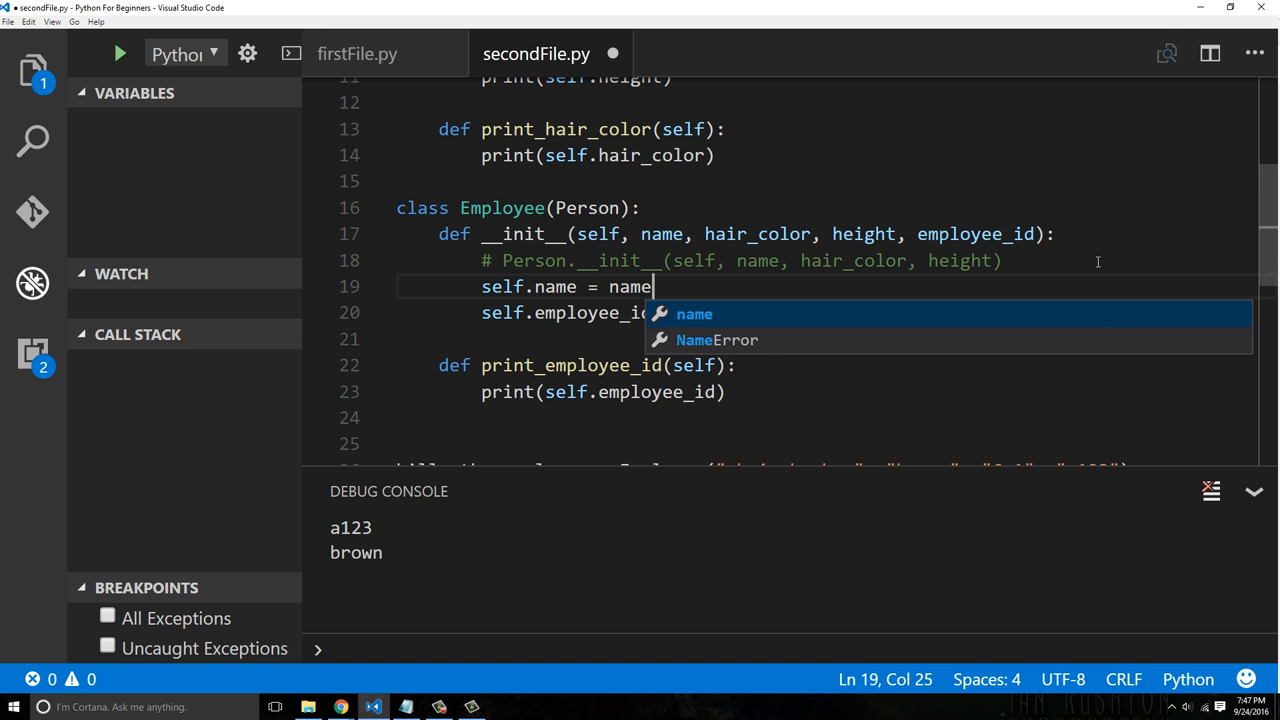 ● secondFile.py - Python For Beginners - Visual Studio Code
File Edit View Go Help
Python
firstFile.py
secondFile.py
1
VARIABLES
WATCH
CALL STACK
2
BREAKPOINTS
All Exceptions
Uncaught Exceptions
11 print(self.height)
12
13 def print_hair_color(self):
14 print(self.hair_color)
15
16 class Employee(Person):
17 def __init__(self, name, hair_color, height, employee_id):
18 # Person.__init__(self, name, hair_color, height)
19 self.name = name
20 self.employee_id
name
NameError
21
22 def print_employee_id(self):
23 print(self.employee_id)
24
25
DEBUG CONSOLE
a123
brown
0 0
Ln 19, Col 25 Spaces: 4 UTF-8 CRLF Python
I'm Cortana. Ask me anything.
7:47 PM
9/24/2016